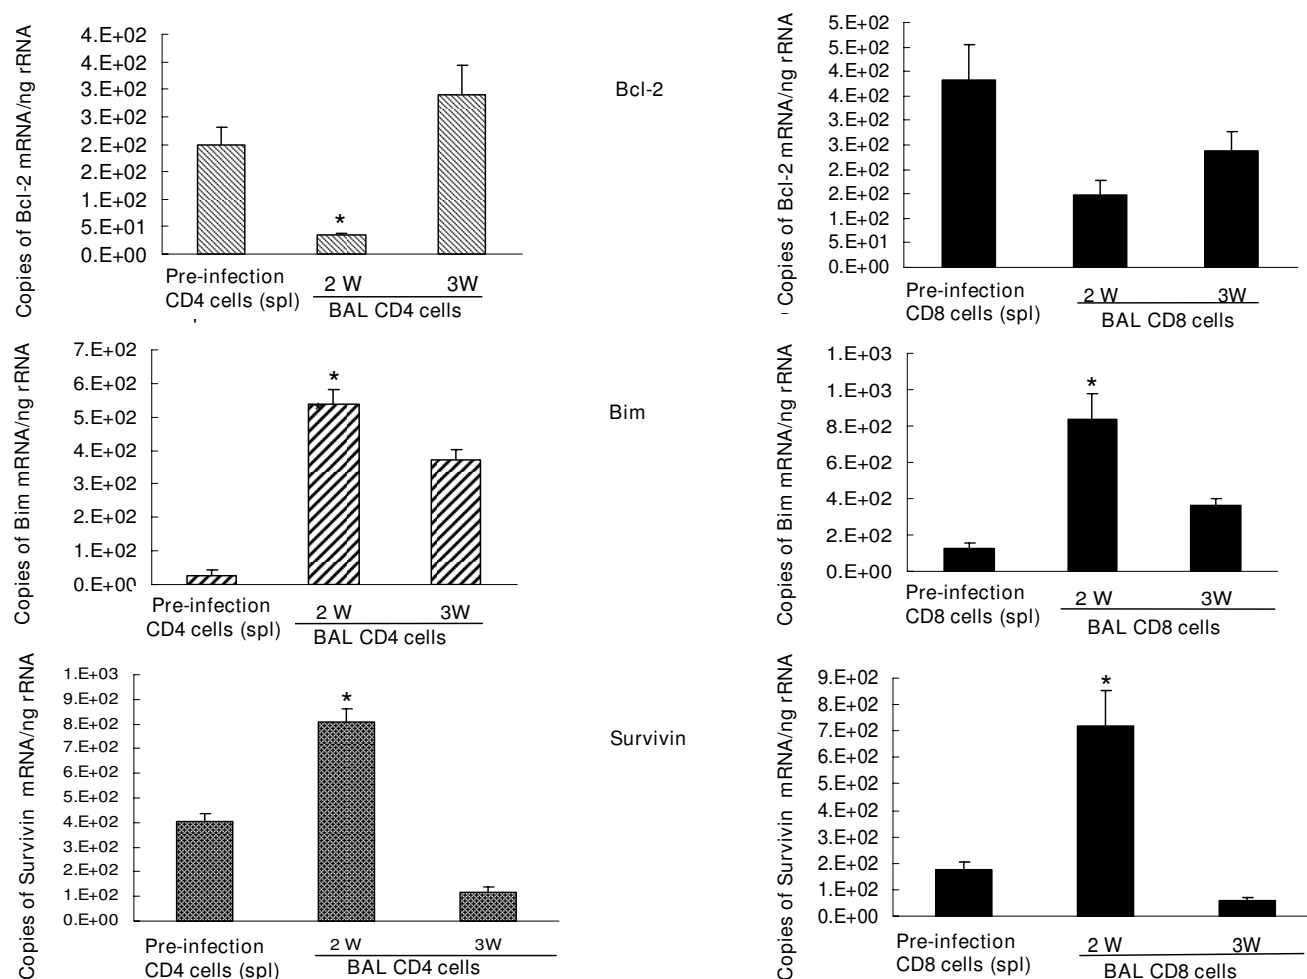 Copies of Bcl-2 mRNA/ng rRNA
4.E+02
4.E+02
3.E+02
3.E+02
2.E+02
2.E+02
1.E+02
1.E+02
5.E+01
0.E+00
*
Pre-infection
CD4 cells (spl)
2 W
3W
BAL CD4 cells
Bcl-2
Copies of Bcl-2 mRNA/ng rRNA
5.E+02
5.E+02
4.E+02
4.E+02
3.E+02
3.E+02
2.E+02
2.E+02
1.E+02
5.E+01
0.E+00
Pre-infection
CD8 cells (spl)
2 W
3W
BAL CD8 cells
Copies of Bim mRNA/ng rRNA
7.E+02
6.E+02
5.E+02
4.E+02
3.E+02
2.E+02
1.E+02
0.E+00
*
*
Pre-infection
CD4 cells (spl)
2 W
3W
BAL CD4 cells
Bim
Copies of Bim mRNA/ng rRNA
1.E+03
1.E+03
8.E+02
6.E+02
4.E+02
2.E+02
0.E+00
*
Pre-infection
CD8 cells (spl)
2 W
3W
BAL CD8 cells
Copies of Survivin mRNA/ng rRNA
1.E+03
9.E+02
8.E+02
7.E+02
6.E+02
5.E+02
4.E+02
3.E+02
2.E+02
1.E+02
0.E+00
*
Pre-infection
CD4 cells (spl)
2 W
3W
BAL CD4 cells
Survivin
Copies of Survivin mRNA/ng rRNA
9.E+02
8.E+02
7.E+02
6.E+02
5.E+02
4.E+02
3.E+02
2.E+02
1.E+02
0.E+00
*
Pre-infection
CD8 cells (spl)
2 W
3W
BAL CD8 cells